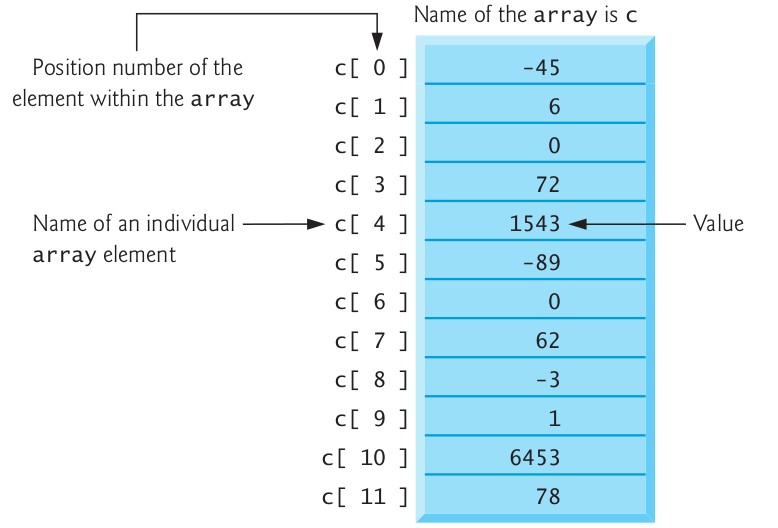 Name of the array is c
Position number of the
element within the array
c[ 0 ] -45
c[ 1 ] 6
c[ 2 ] 0
c[ 3 ] 72
Name of an individual
array element
c[ 4 ] 1543
Value
c[ 5 ] -89
c[ 6 ] 0
c[ 7 ] 62
c[ 8 ] -3
c[ 9 ] 1
c[ 10 ] 6453
c[ 11 ] 78